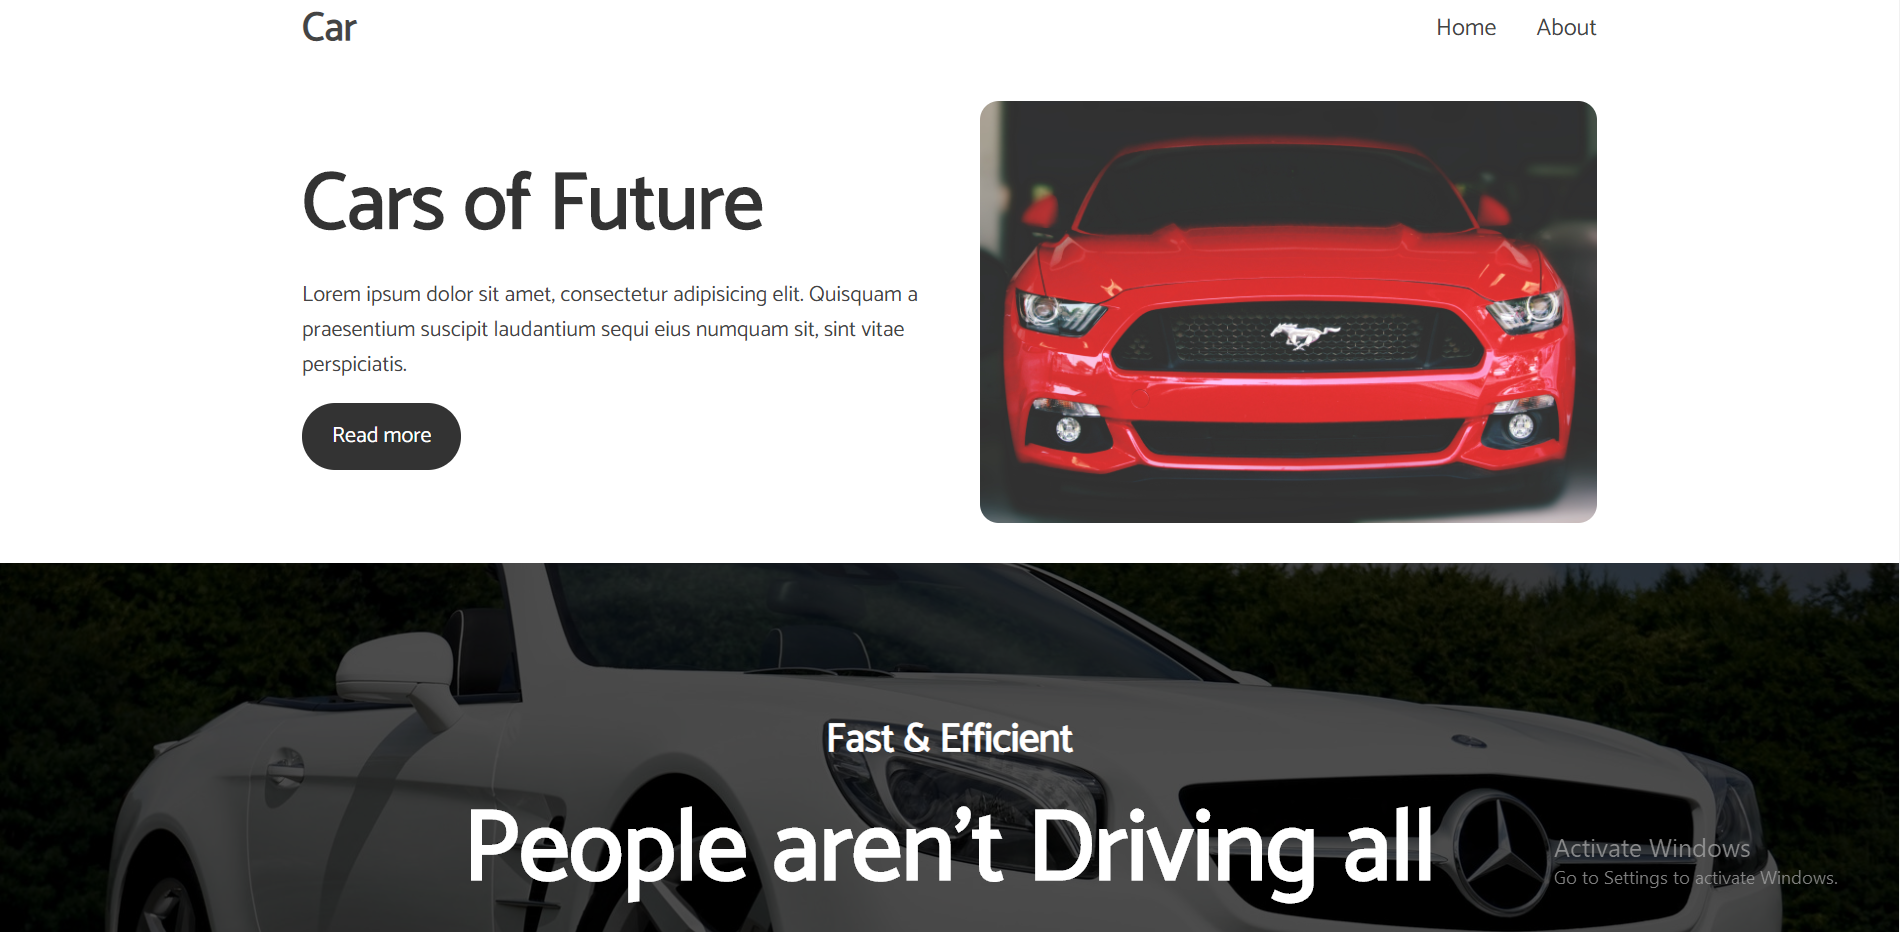 Car
Home About
Cars of Future
Lorem ipsum dolor sit amet, consectetur adipisicing elit. Quisquam a
praesentium suscipit laudantium sequi eius numquam sit, sint vitae
perspiciatis.
Read more
Fast & Efficient
People aren’t Driving all
Activate Windows
Go to Settings to activate Windows.